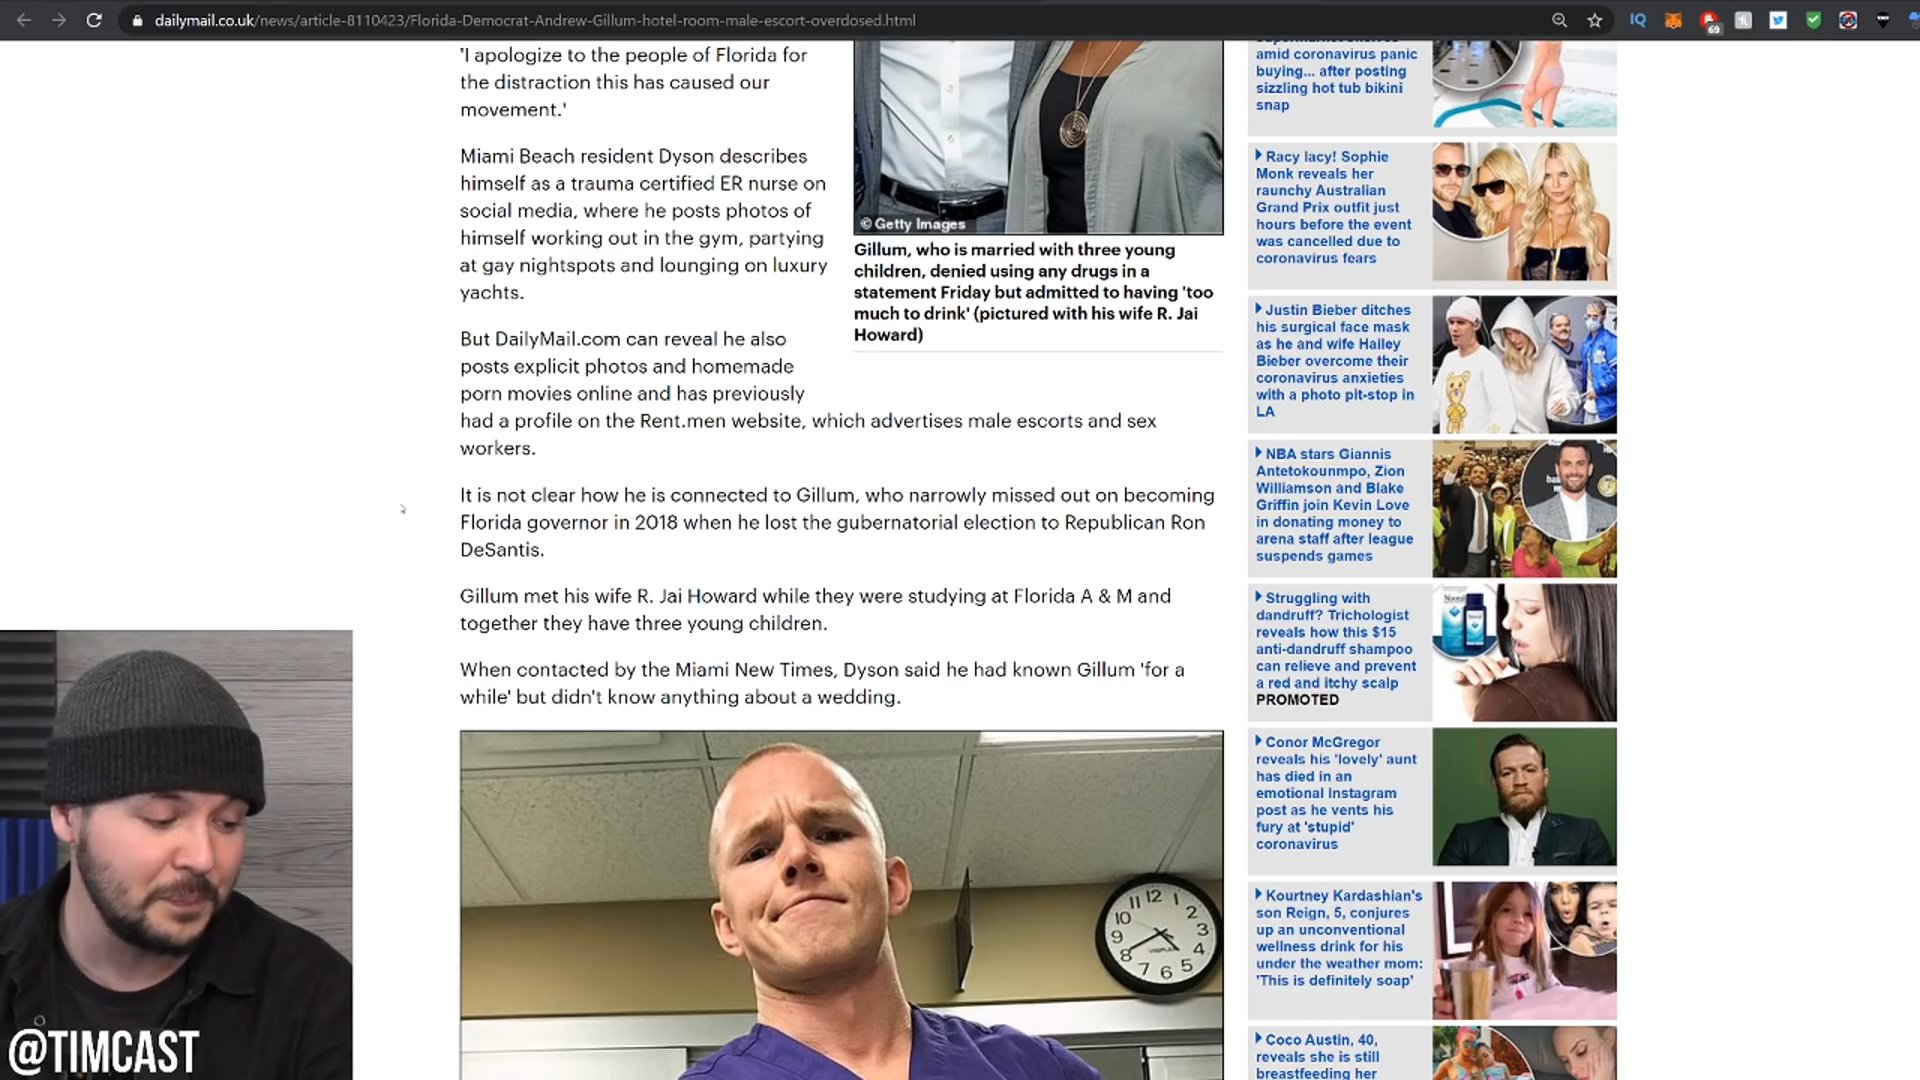 dailymail.co.uk/news/article-8110423/Florida-Democrat-Andrew-Gillum-hotel-room-male-escort-overdosed.html
69
'I apologize to the people of Florida for
the distraction this has caused our
movement.'
Miami Beach resident Dyson describes
himself as a trauma certified ER nurse on
social media, where he posts photos of
himself working out in the gym, partying
at gay nightspots and lounging on luxury
yachts.
But DailyMail.com can reveal he also
posts explicit photos and homemade
porn movies online and has previously
had a profile on the Rent.men website, which advertises male escorts and sex
workers.
It is not clear how he is connected to Gillum, who narrowly missed out on becoming
Florida governor in 2018 when he lost the gubernatorial election to Republican Ron
DeSantis.
Gillum met his wife R. Jai Howard while they were studying at Florida A & M and
together they have three young children.
When contacted by the Miami New Times, Dyson said he had known Gillum 'for a
while' but didn't know anything about a wedding.
© Getty Images
Gillum, who is married with three young
children, denied using any drugs in a
statement Friday but admitted to having 'too
much to drink' (pictured with his wife R. Jai
Howard)
amid coronavirus panic
buying... after posting
sizzling hot tub bikini
snap
Racy lacy! Sophie
Monk reveals her
raunchy Australian
Grand Prix outfit just
hours before the event
was cancelled due to
coronavirus fears
Justin Bieber ditches
his surgical face mask
as he and wife Hailey
Bieber overcome their
coronavirus anxieties
with a photo pit-stop in
LA
NBA stars Giannis
Antetokounmpo, Zion
Williamson and Blake
Griffin join Kevin Love
in donating money to
arena staff after league
suspends games
Struggling with
dandruff? Trichologist
reveals how this $15
anti-dandruff shampoo
can relieve and prevent
a red and itchy scalp
PROMOTED
Conor McGregor
reveals his 'lovely' aunt
has died in an
emotional Instagram
post as he vents his
fury at 'stupid'
coronavirus
Kourtney Kardashian's
son Reign, 5, conjures
up an unconventional
wellness drink for his
under the weather mom:
'This is definitely soap'
Coco Austin, 40,
reveals she is still
breastfeeding her
12 1 2 3 4 5 6 7 8 9 10 11
@TIMCAST